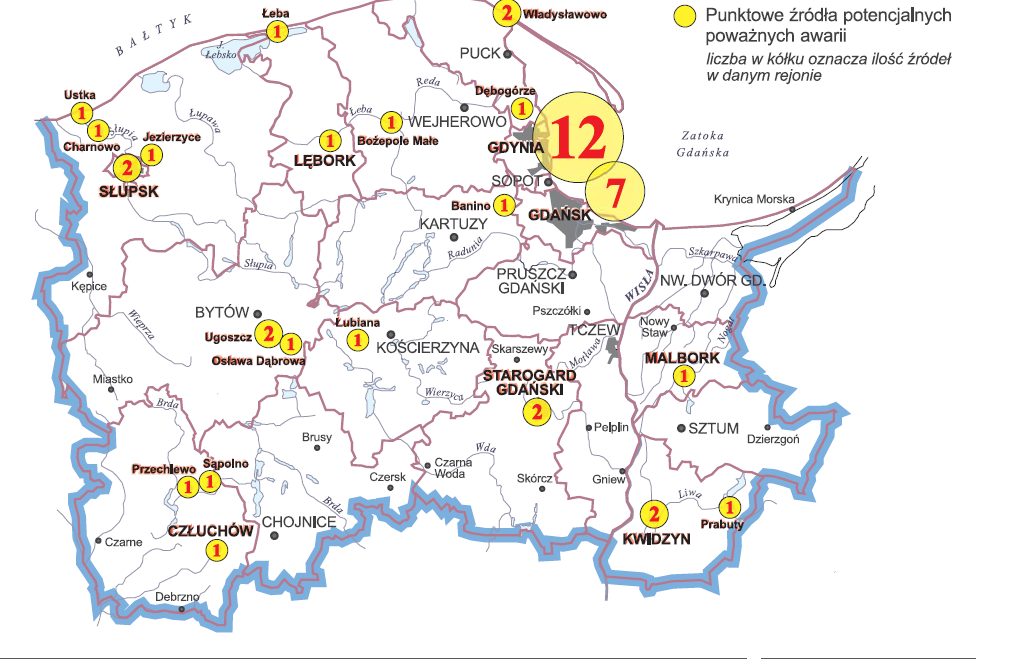 Łeba
1
2
Władysławowo
Punktowe źródła potencjalnych
poważnych awarii
liczba w kółku oznacza ilość źródeł
w danym rejonie
BAŁTYK
J.
Łebsko
PUCK
Reda
Dębogórze
1
Ustka
1
1
Charnowo
Słupia
Łupawa
Jezierzyce
1
2
SŁUPSK
1
LĘBORK
Łeba
1
Bożepole Małe
WEJHEROWO
GDYNIA
12
Zatoka
Gdańska
SOPOT
7
Banino
1
GDAŃSK
Krynica Morska
KARTUZY
Radunia
Słupia
Szkarpawa
Kępice
PRUSZCZ
GDAŃSKI
WISŁA
NW. DWÓR GD.
BYTÓW
Pszczółki
Wieprza
Ugoszcz
2
1
Osława Dąbrowa
Łubiana
1
KOŚCIERZYNA
TCZEW
Nowy
Staw
Nogat
Skarszewy
Morława
MALBORK
1
STAROGARD
GDAŃSKI
2
Miastko
Brda
Wierzyca
Brusy
Pelplin
SZTUM
Dzierzgoń
Wda
Przechlewo
1
Sąpolno
1
Czersk
Czarna
Woda
Skórcz
Gniew
Liwa
Brda
2
KWIDZYN
1
Prabuty
CZŁUCHÓW
1
CHOJNICE
Czarne
Debrzno